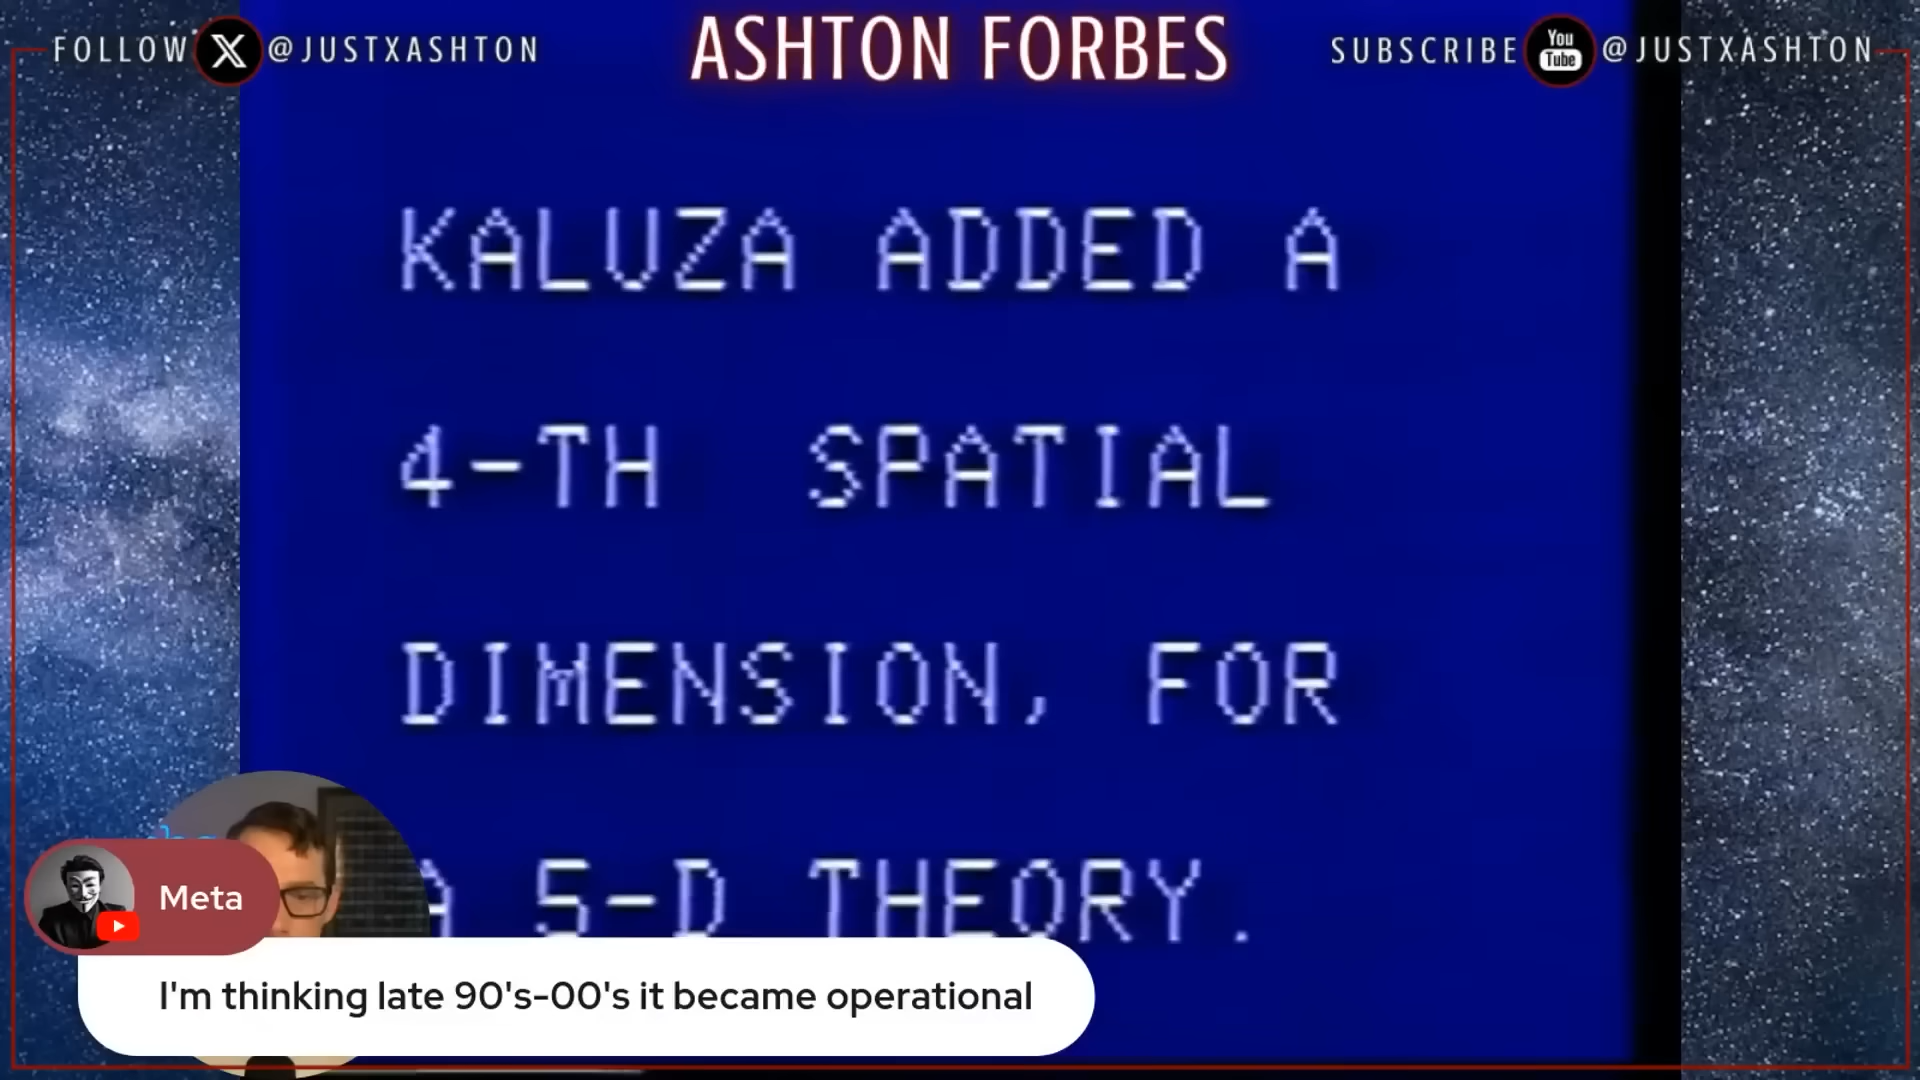 FOLLOW X @JUSTXASHTON
ASHTON FORBES
SUBSCRIBE You Tube @JUSTXASHTON
KALUZA ADDED A
4-TH SPATIAL
DIMENSION, FOR
A 5-D THEORY.
Meta
I'm thinking late 90's-00's it became operational